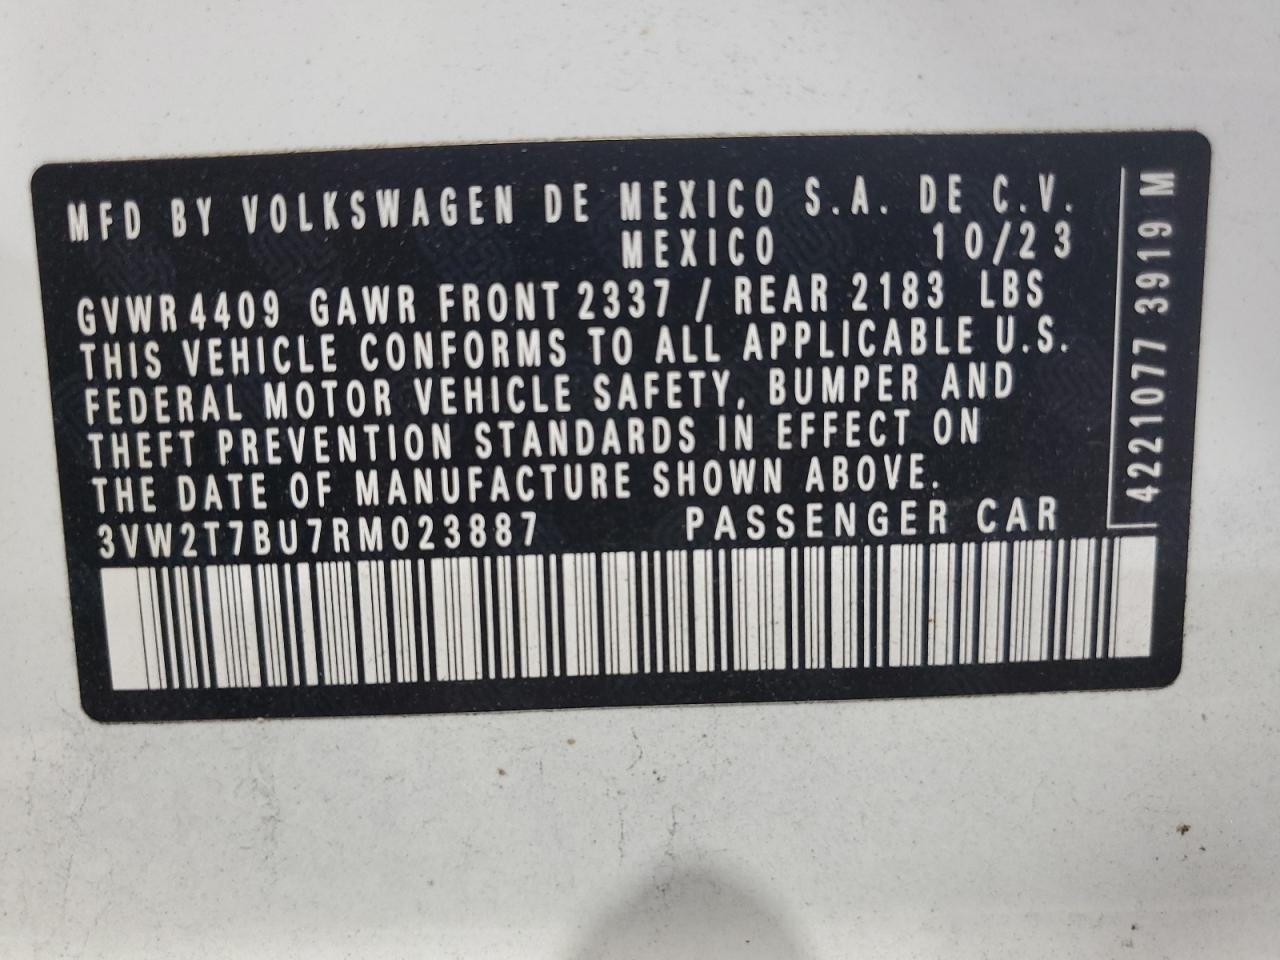 MFD BY VOLKSWAGEN DE MEXICO S.A. DE C.V.
MEXICO 10/23
GVWR 4409 GAWR FRONT 2337 / REAR 2183 LBS
THIS VEHICLE CONFORMS TO ALL APPLICABLE U.S.
FEDERAL MOTOR VEHICLE SAFETY, BUMPER AND
THEFT PREVENTION STANDARDS IN EFFECT ON
THE DATE OF MANUFACTURE SHOWN ABOVE.
3VW2T7BU7RM023887 PASSENGER CAR
4221077 3919 M